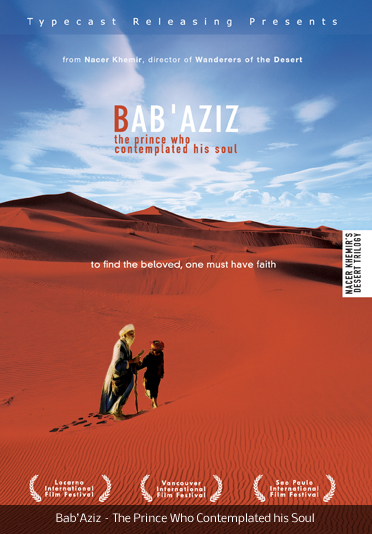 Typecast Releasing Presents
from Nacer Khemir, director of Wanderers of the Desert
BAB'AZIZ
the prince who
contemplated his soul
NACER KHEMIR'S
DESERT TRILOGY
to find the beloved, one must have faith
Locarno
International
Film Festival
Vancouver
International
Film Festival
Sao Paulo
International
Film Festival
Bab'Aziz - The Prince Who Contemplated his Soul